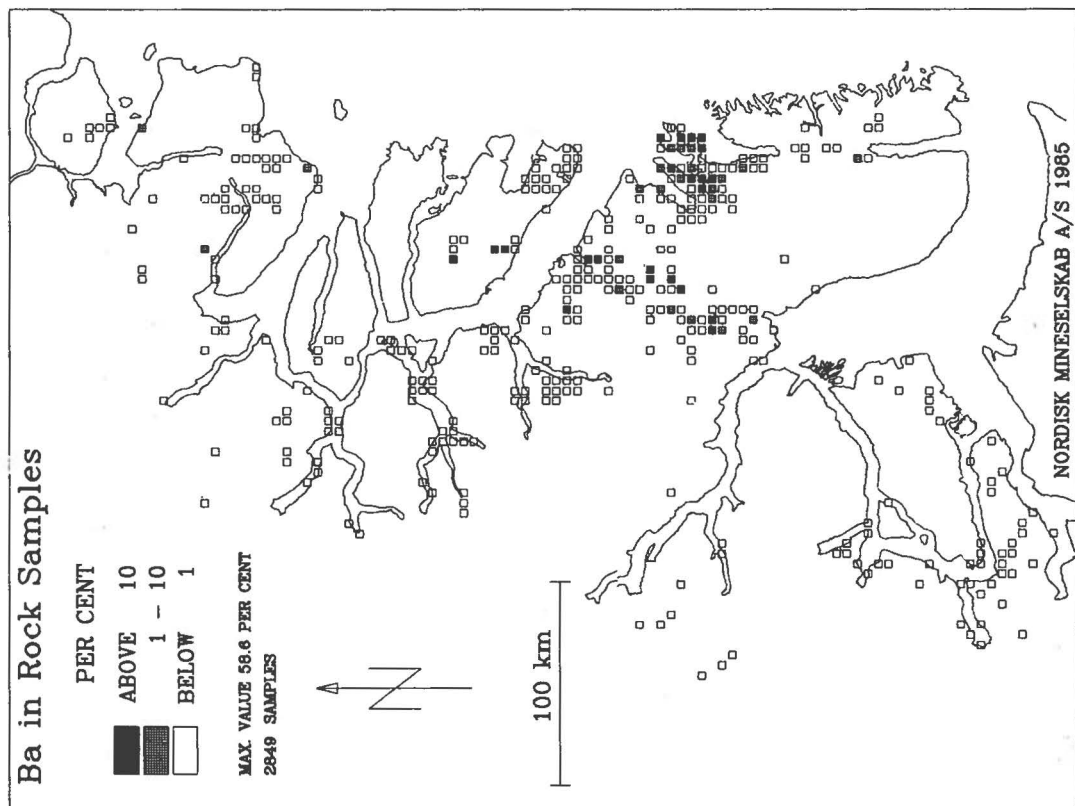 Ba in Rock Samples
PER CENT
ABOVE 10
1 - 10
BELOW 1
MAX. VALUE 58.6 PER CENT
2849 SAMPLES
N
100 km
NORDISK MINESELSKAB A/S 1985